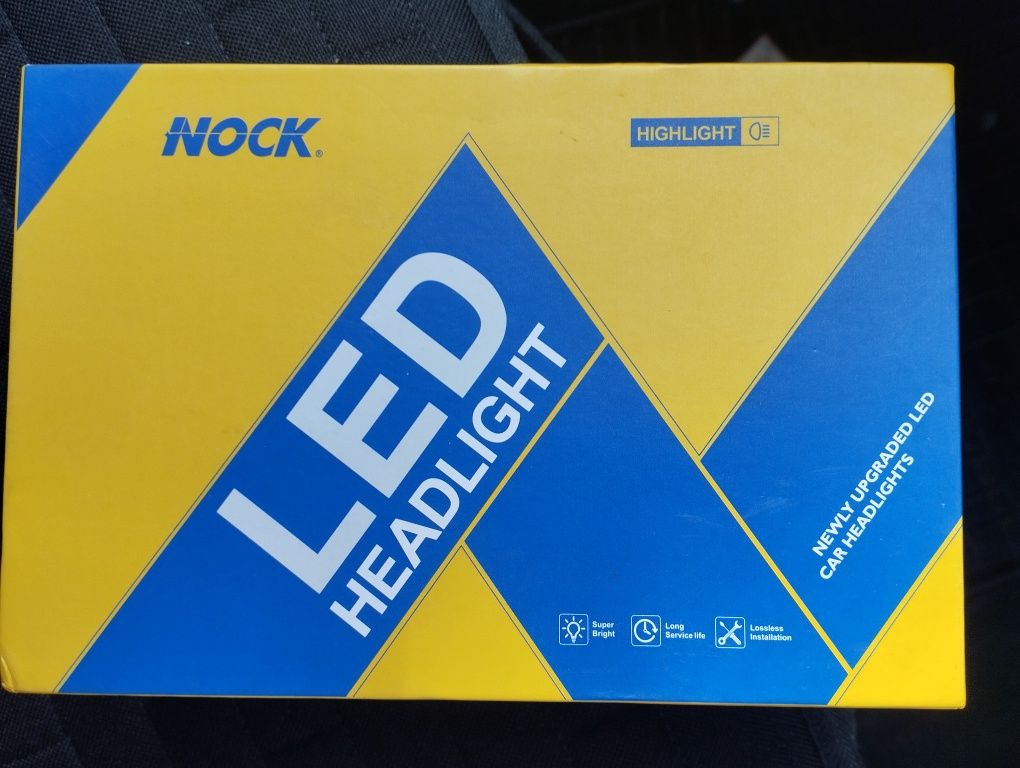 NOCK®
HIGHLIGHT
LED
HEADLIGHT
NEWLY UPGRADED LED
CAR HEADLIGHTS
Super
Bright
Long
Service life
Lossless
Installation